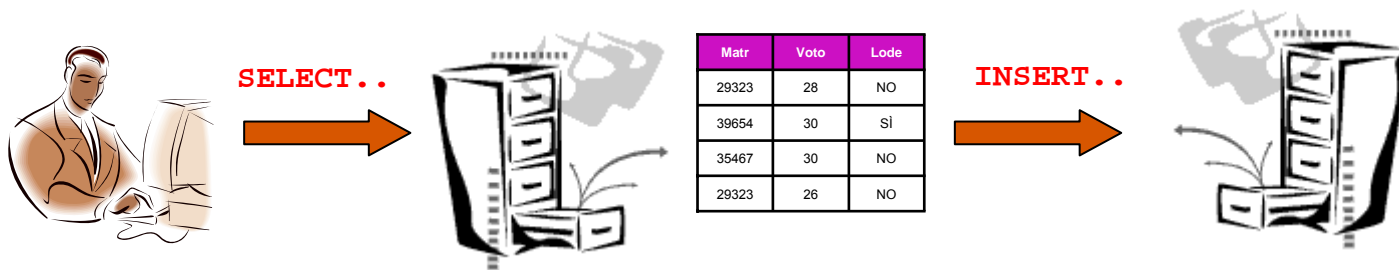 SELECT..
Matr Voto Lode
29323 28 NO
39654 30 SÌ
35467 30 NO
29323 26 NO
INSERT..